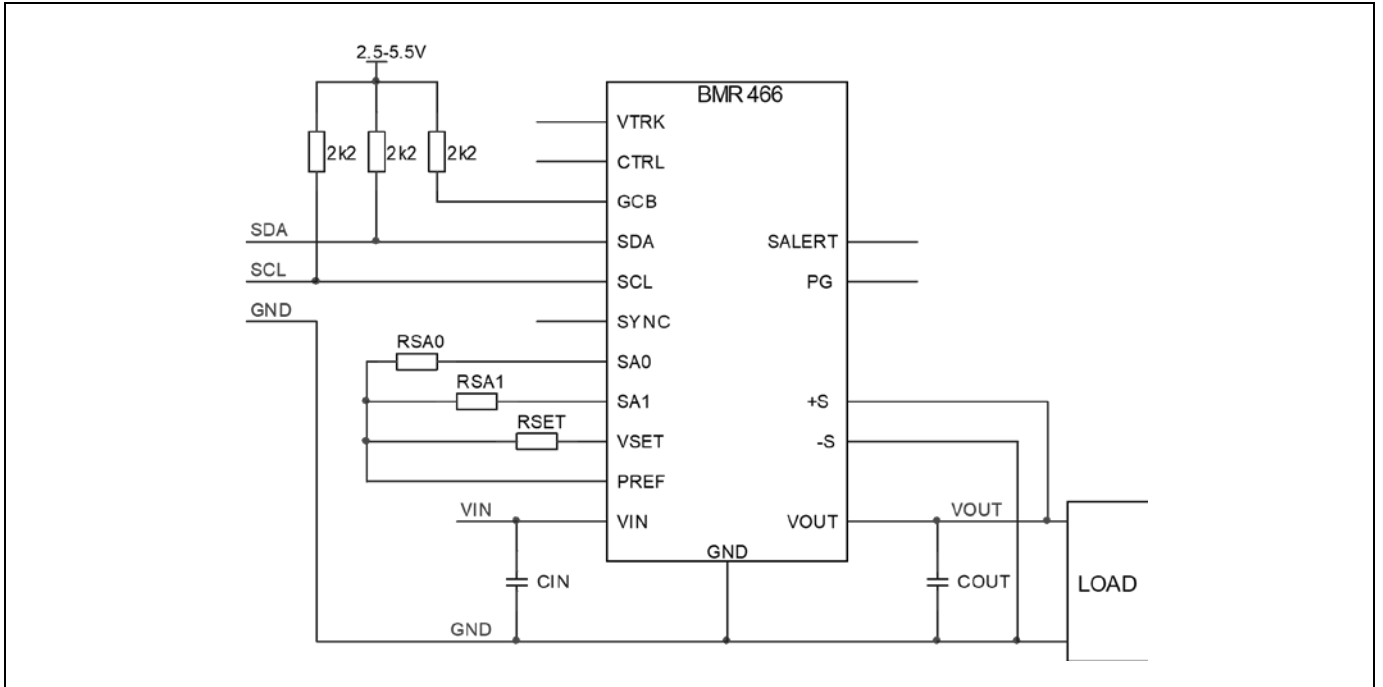 2.5-5.5V
BMR 466
VTRK
CTRL
2k2 2k2 2k2
GCB
SDA
SDA
SALERT
SCL
SCL
PG
GND
SYNC
RSA0
SA0
RSA1
SA1
+S
RSET
VSET
-S
PREF
VIN
VIN
VOUT
VOUT
GND
CIN
COUT
LOAD
GND